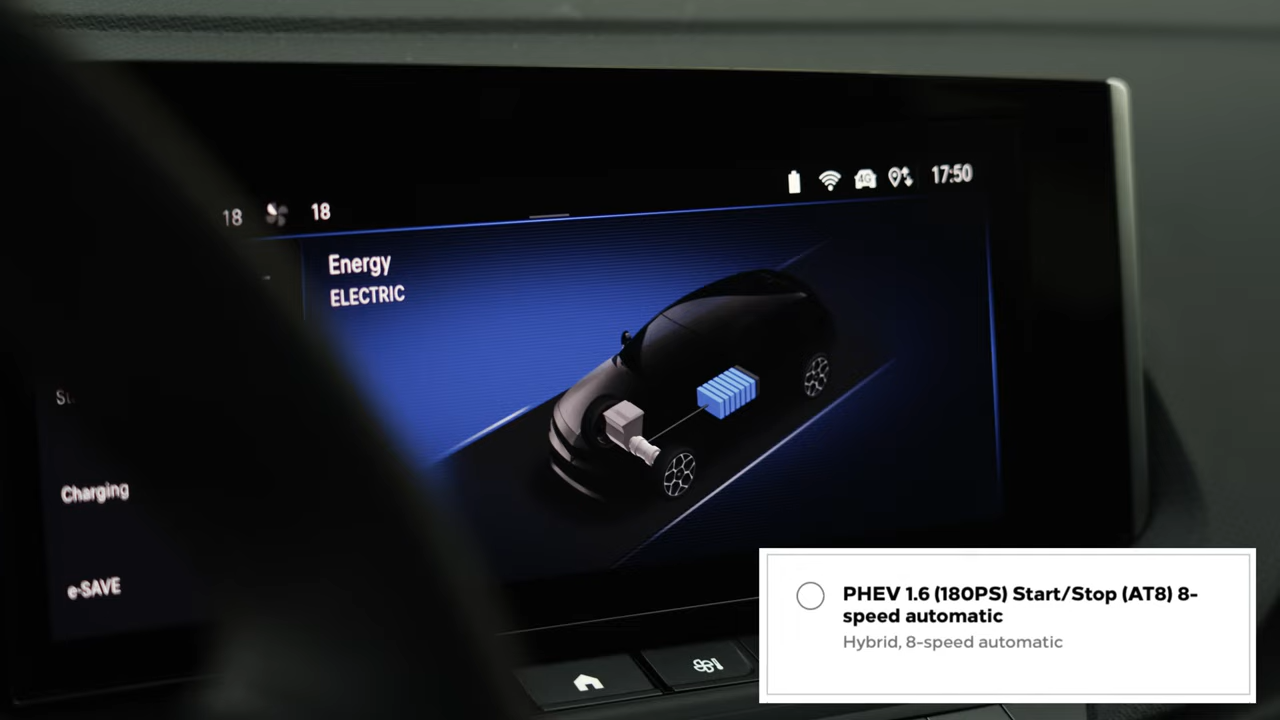 18 18 17:50
Energy
ELECTRIC
Charging
e-SAVE
PHEV 1.6 (180PS) Start/Stop (AT8) 8-
speed automatic
Hybrid, 8-speed automatic